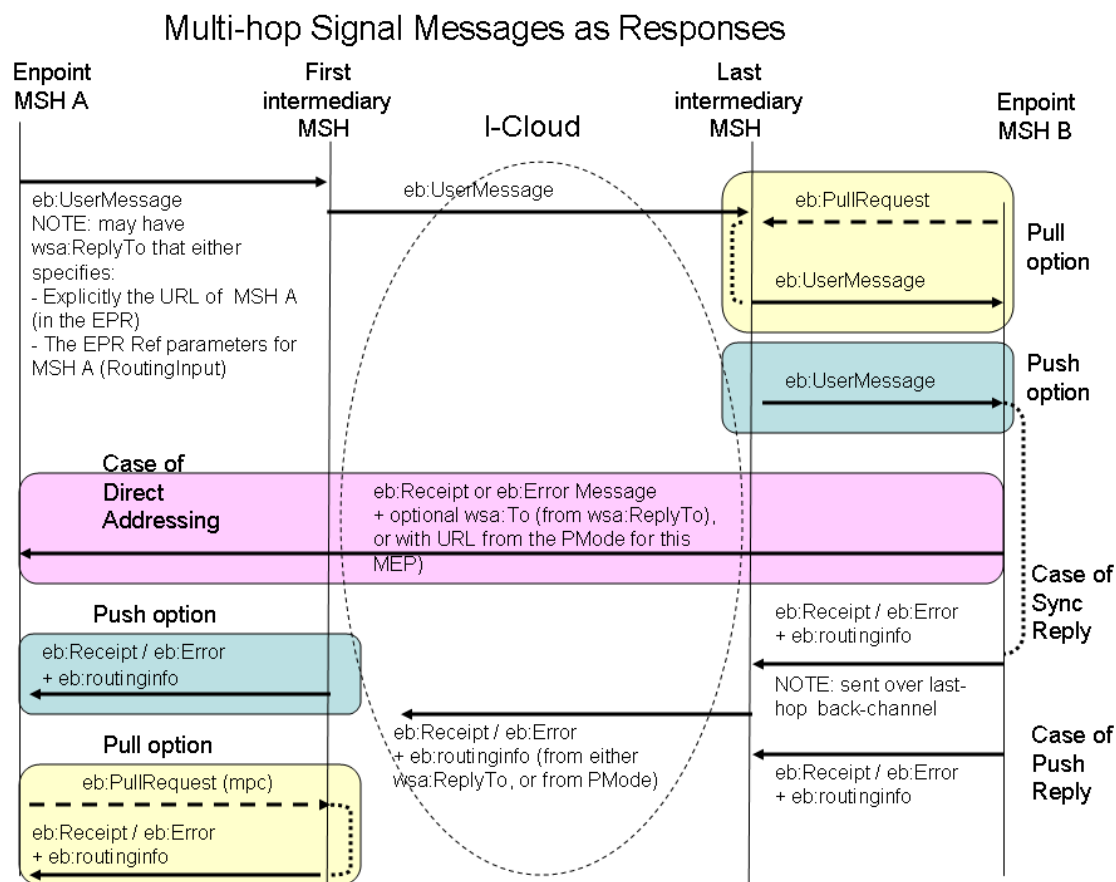 Multi-hop Signal Messages as Responses
Enpoint
MSH A
First
intermediary
MSH
I-Cloud
Last
intermediary
MSH
Enpoint
MSH B
eb:UserMessage
NOTE: may have
wsa:ReplyTo that either
specifies:
- Explicitly the URL of MSH A
(in the EPR)
- The EPR Ref parameters for
MSH A (RoutingInput)
eb:UserMessage
eb:PullRequest
eb:UserMessage
Pull
option
eb:UserMessage
Push
option
Case of
Direct
Addressing
eb:Receipt or eb:Error Message
+ optional wsa:To (from wsa:ReplyTo),
or with URL from the PMode for this
MEP)
Case of
Sync
Reply
eb:Receipt / eb:Error
+ eb:routinginfo
NOTE: sent over last-
hop back-channel
Push option
eb:Receipt / eb:Error
+ eb:routinginfo
eb:Receipt / eb:Error
+ eb:routinginfo (from either
wsa:ReplyTo, or from PMode)
Case of
Push
Reply
eb:Receipt / eb:Error
+ eb:routinginfo
Pull option
eb:PullRequest (mpc)
eb:Receipt / eb:Error
+ eb:routinginfo